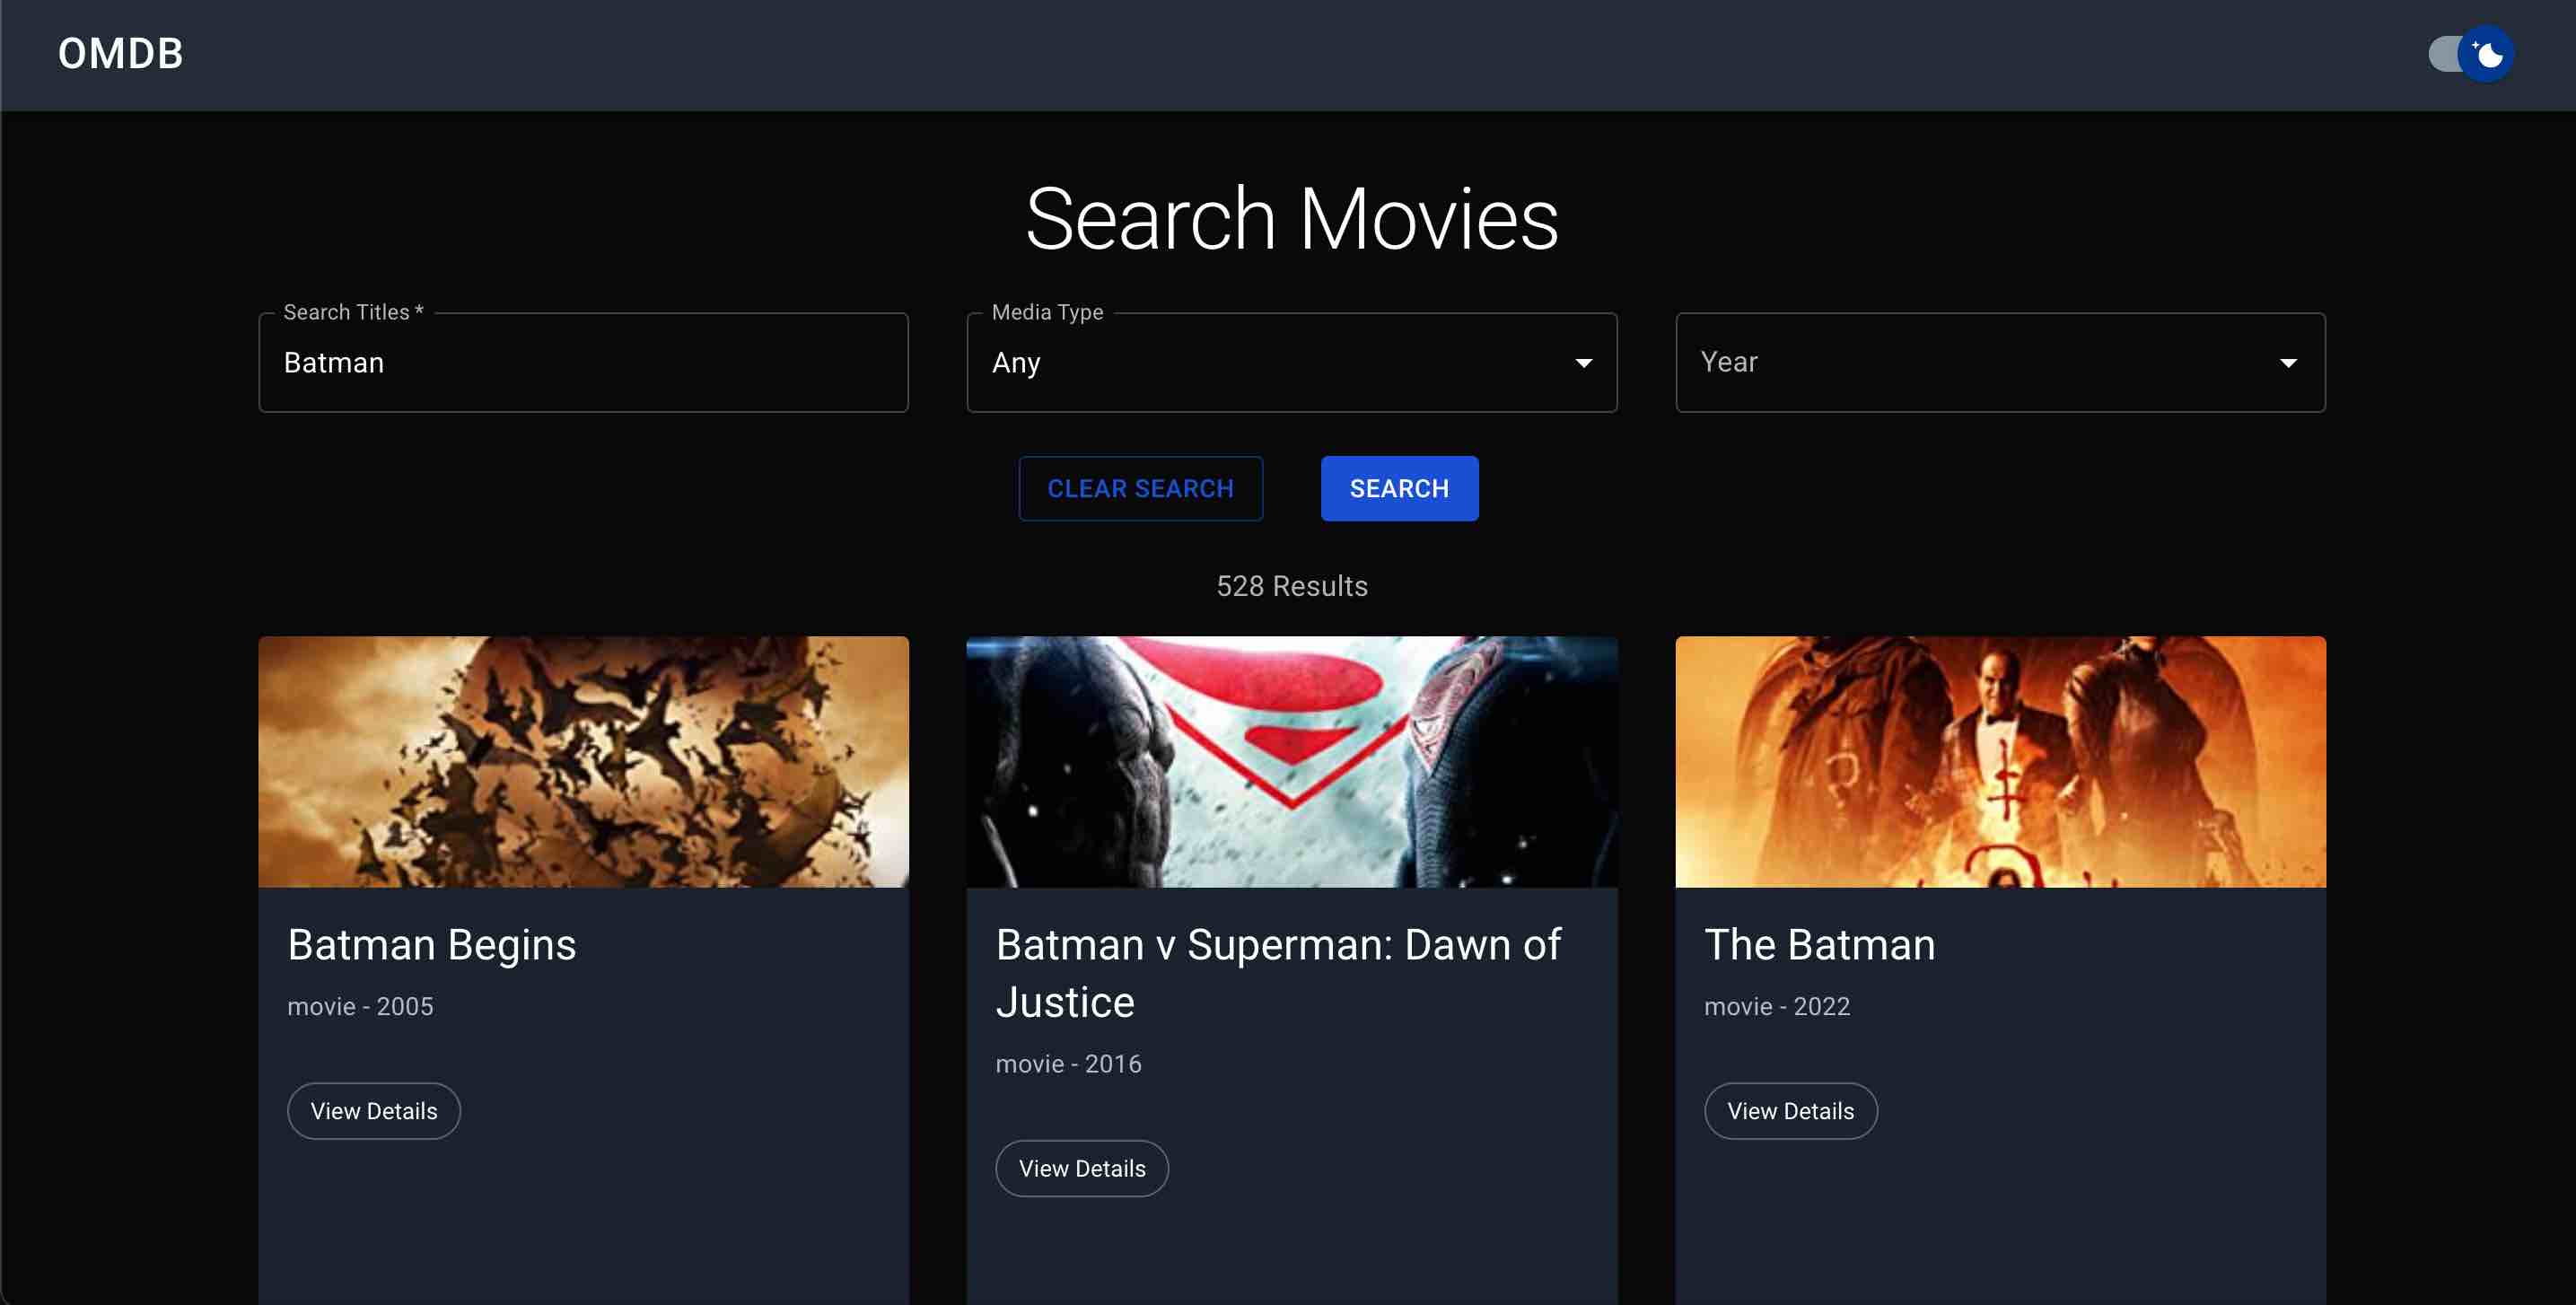 OMDB
Search Movies
Search Titles *
Batman
Media Type
Any
Year
CLEAR SEARCH
SEARCH
528 Results
Batman Begins
movie - 2005
View Details
Batman v Superman: Dawn of
Justice
movie - 2016
View Details
The Batman
movie - 2022
View Details